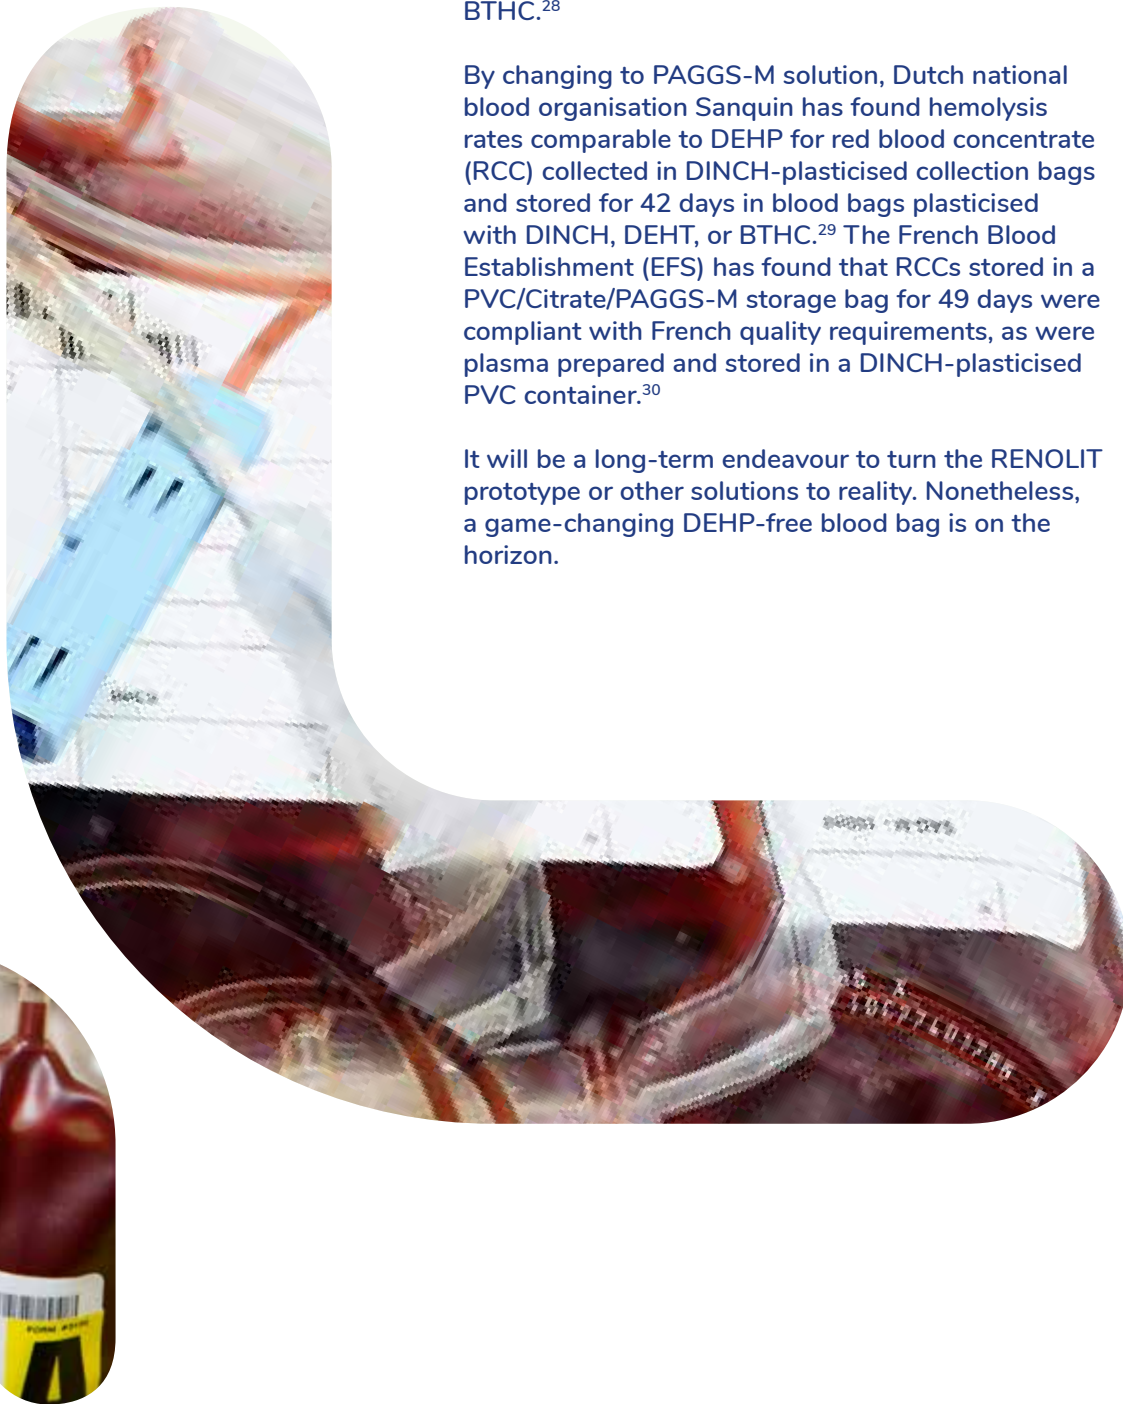 BTHC.²⁸
By changing to PAGGS-M solution, Dutch national
blood organisation Sanquin has found hemolysis
rates comparable to DEHP for red blood concentrate
(RCC) collected in DINCH-plasticised collection bags
and stored for 42 days in blood bags plasticised
with DINCH, DEHT, or BTHC.²⁹ The French Blood
Establishment (EFS) has found that RCCs stored in a
PVC/Citrate/PAGGS-M storage bag for 49 days were
compliant with French quality requirements, as were
plasma prepared and stored in a DINCH-plasticised
PVC container.³⁰
It will be a long-term endeavour to turn the RENOLIT
prototype or other solutions to reality. Nonetheless,
a game-changing DEHP-free blood bag is on the
horizon.
FORM
A